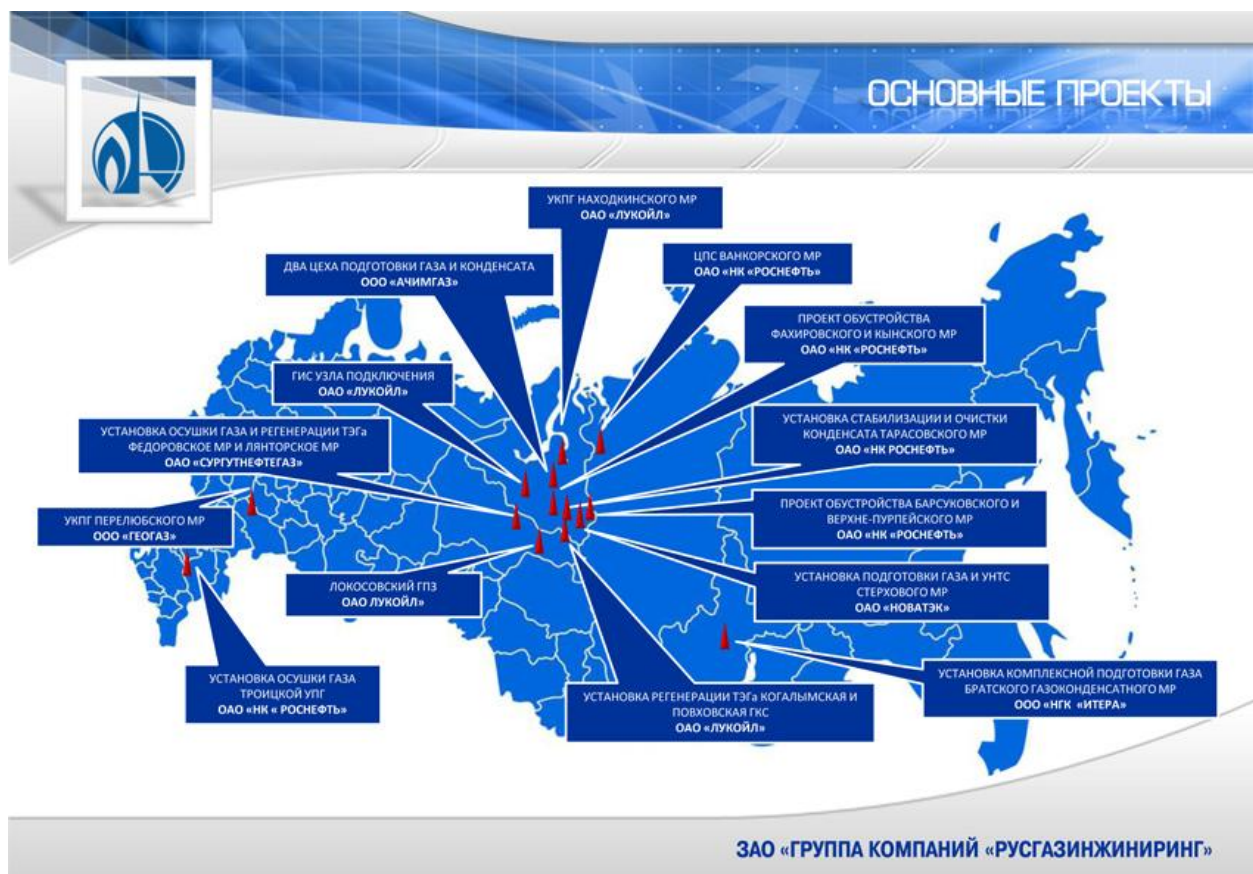 ОСНОВНЫЕ ПРОЕКТЫ
УКПГ НАХОДКИНСКОГО МР
ОАО «ЛУКОЙЛ»
ДВА ЦЕХА ПОДГОТОВКИ ГАЗА И КОНДЕНСАТА
ООО «АЧИМГАЗ»
ЦПС ВАНКОРСКОГО МР
ОАО «НК «РОСНЕФТЬ»
ПРОЕКТ ОБУСТРОЙСТВА
ФАХИРОВСКОГО И КЫНСКОГО МР
ОАО «НК «РОСНЕФТЬ»
ГИС УЗЛА ПОДКЛЮЧЕНИЯ
ОАО «ЛУКОЙЛ»
УСТАНОВКА ОСУШКИ ГАЗА И РЕГЕНЕРАЦИИ ТЭГа
ФЕДОРОВСКОЕ МР И ЛЯНТОРСКОЕ МР
ОАО «СУРГУТНЕФТЕГАЗ»
УСТАНОВКА СТАБИЛИЗАЦИИ И ОЧИСТКИ
КОНДЕНСАТА ТАРАСОВСКОГО МР
ОАО «НК РОСНЕФТЬ»
УКПГ ПЕРЕЛЮБСКОГО МР
ООО «ГЕОГАЗ»
ПРОЕКТ ОБУСТРОЙСТВА БАРСУКОВСКОГО И
ВЕРХНЕ-ПУРПЕЙСКОГО МР
ОАО «НК «РОСНЕФТЬ»
ЛОКОСОВСКИЙ ГПЗ
ОАО ЛУКОЙЛ»
УСТАНОВКА ПОДГОТОВКИ ГАЗА И УНТС
СТЕРХОВОГО МР
ОАО «НОВАТЭК»
УСТАНОВКА ОСУШКИ ГАЗА
ТРОИЦКОЙ УПГ
ОАО «НК « РОСНЕФТЬ»
УСТАНОВКА РЕГЕНЕРАЦИИ ТЭГа КОГАЛЫМСКАЯ И
ПОВХОВСКАЯ ГКС
ОАО «ЛУКОЙЛ»
УСТАНОВКА КОМПЛЕКСНОЙ ПОДГОТОВКИ ГАЗА
БРАТСКОГО ГАЗОКОНДЕНСАТНОГО МР
ООО «НГК «ИТЕРА»
ЗАО «ГРУППА КОМПАНИЙ «РУСГАЗИНЖИНИРИНГ»